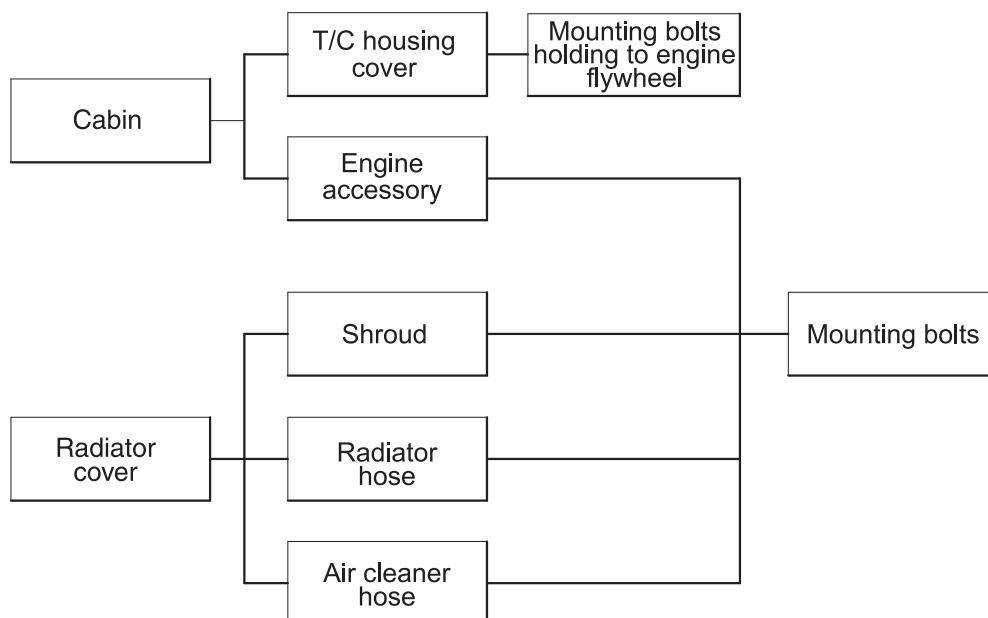 T/C housing
cover
Mounting bolts
holding to engine
flywheel
Cabin
Engine
accessory
Shroud
Mounting bolts
Radiator
cover
Radiator
hose
Air cleaner
hose